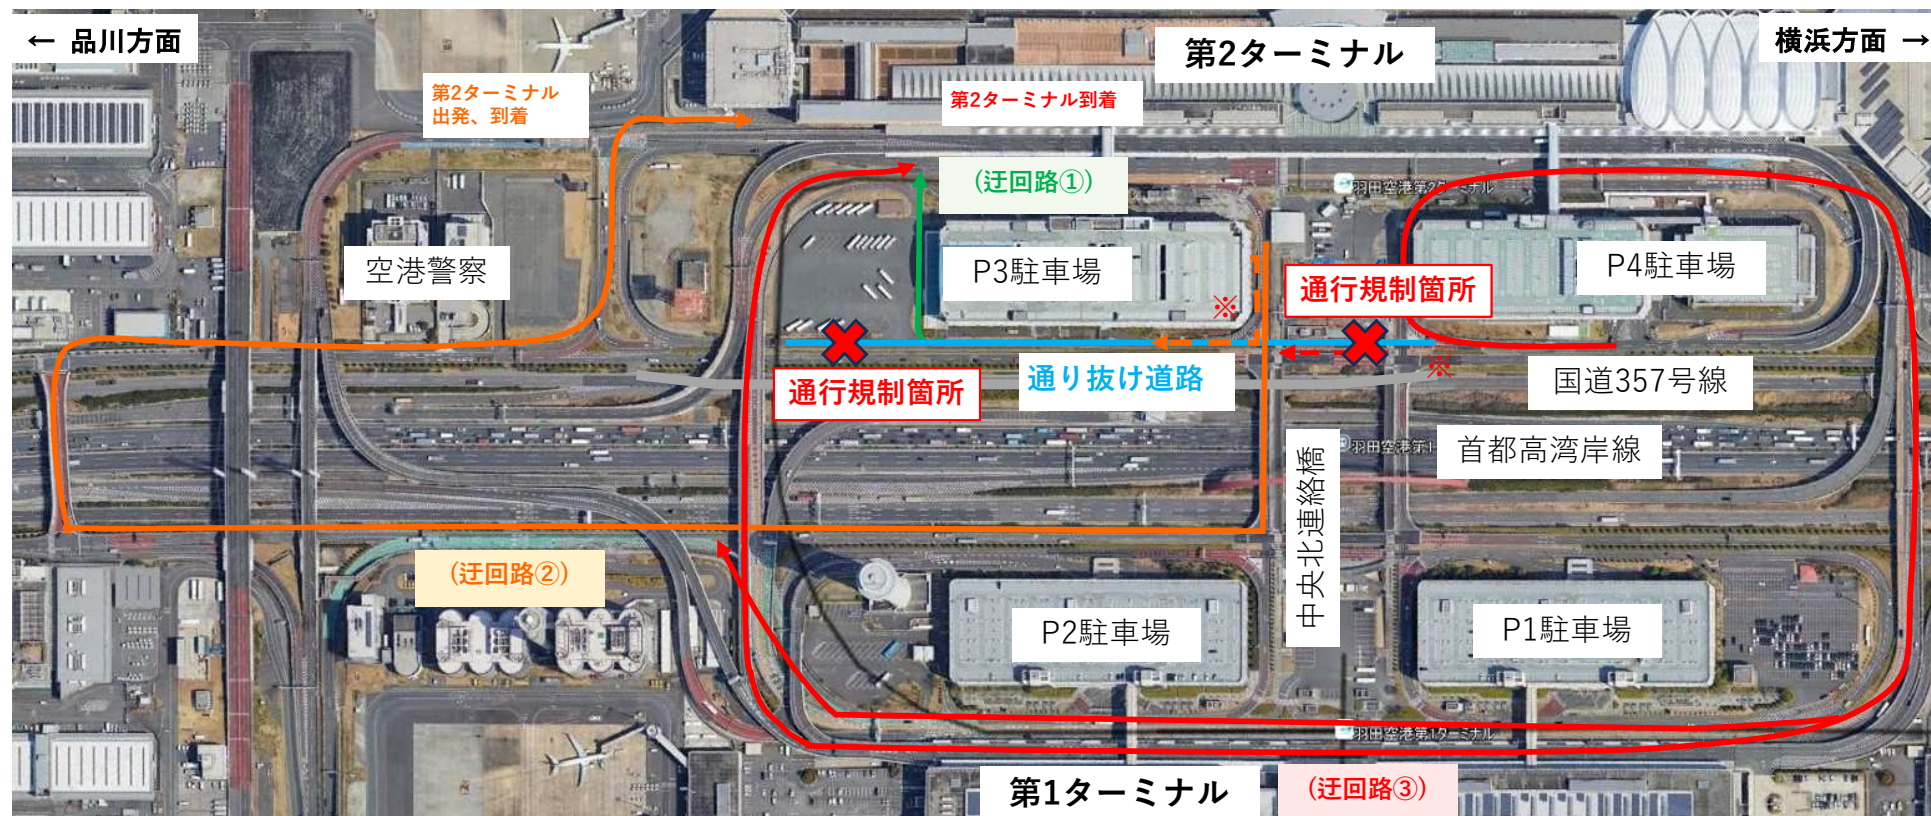 ← 品川方面
第2ターミナル
横浜方面 →
第2ターミナル
出発、到着
第2ターミナル到着
(迂回路①)
羽田空港第2ターミナル
空港警察
P3駐車場
P4駐車場
※
通行規制箇所
通行規制箇所
通り抜け道路
※
国道357号線
首都高湾岸線
羽田空港第1
中央北連絡橋
(迂回路②)
P2駐車場
P1駐車場
羽田空港第1ターミナル
第1ターミナル
(迂回路③)